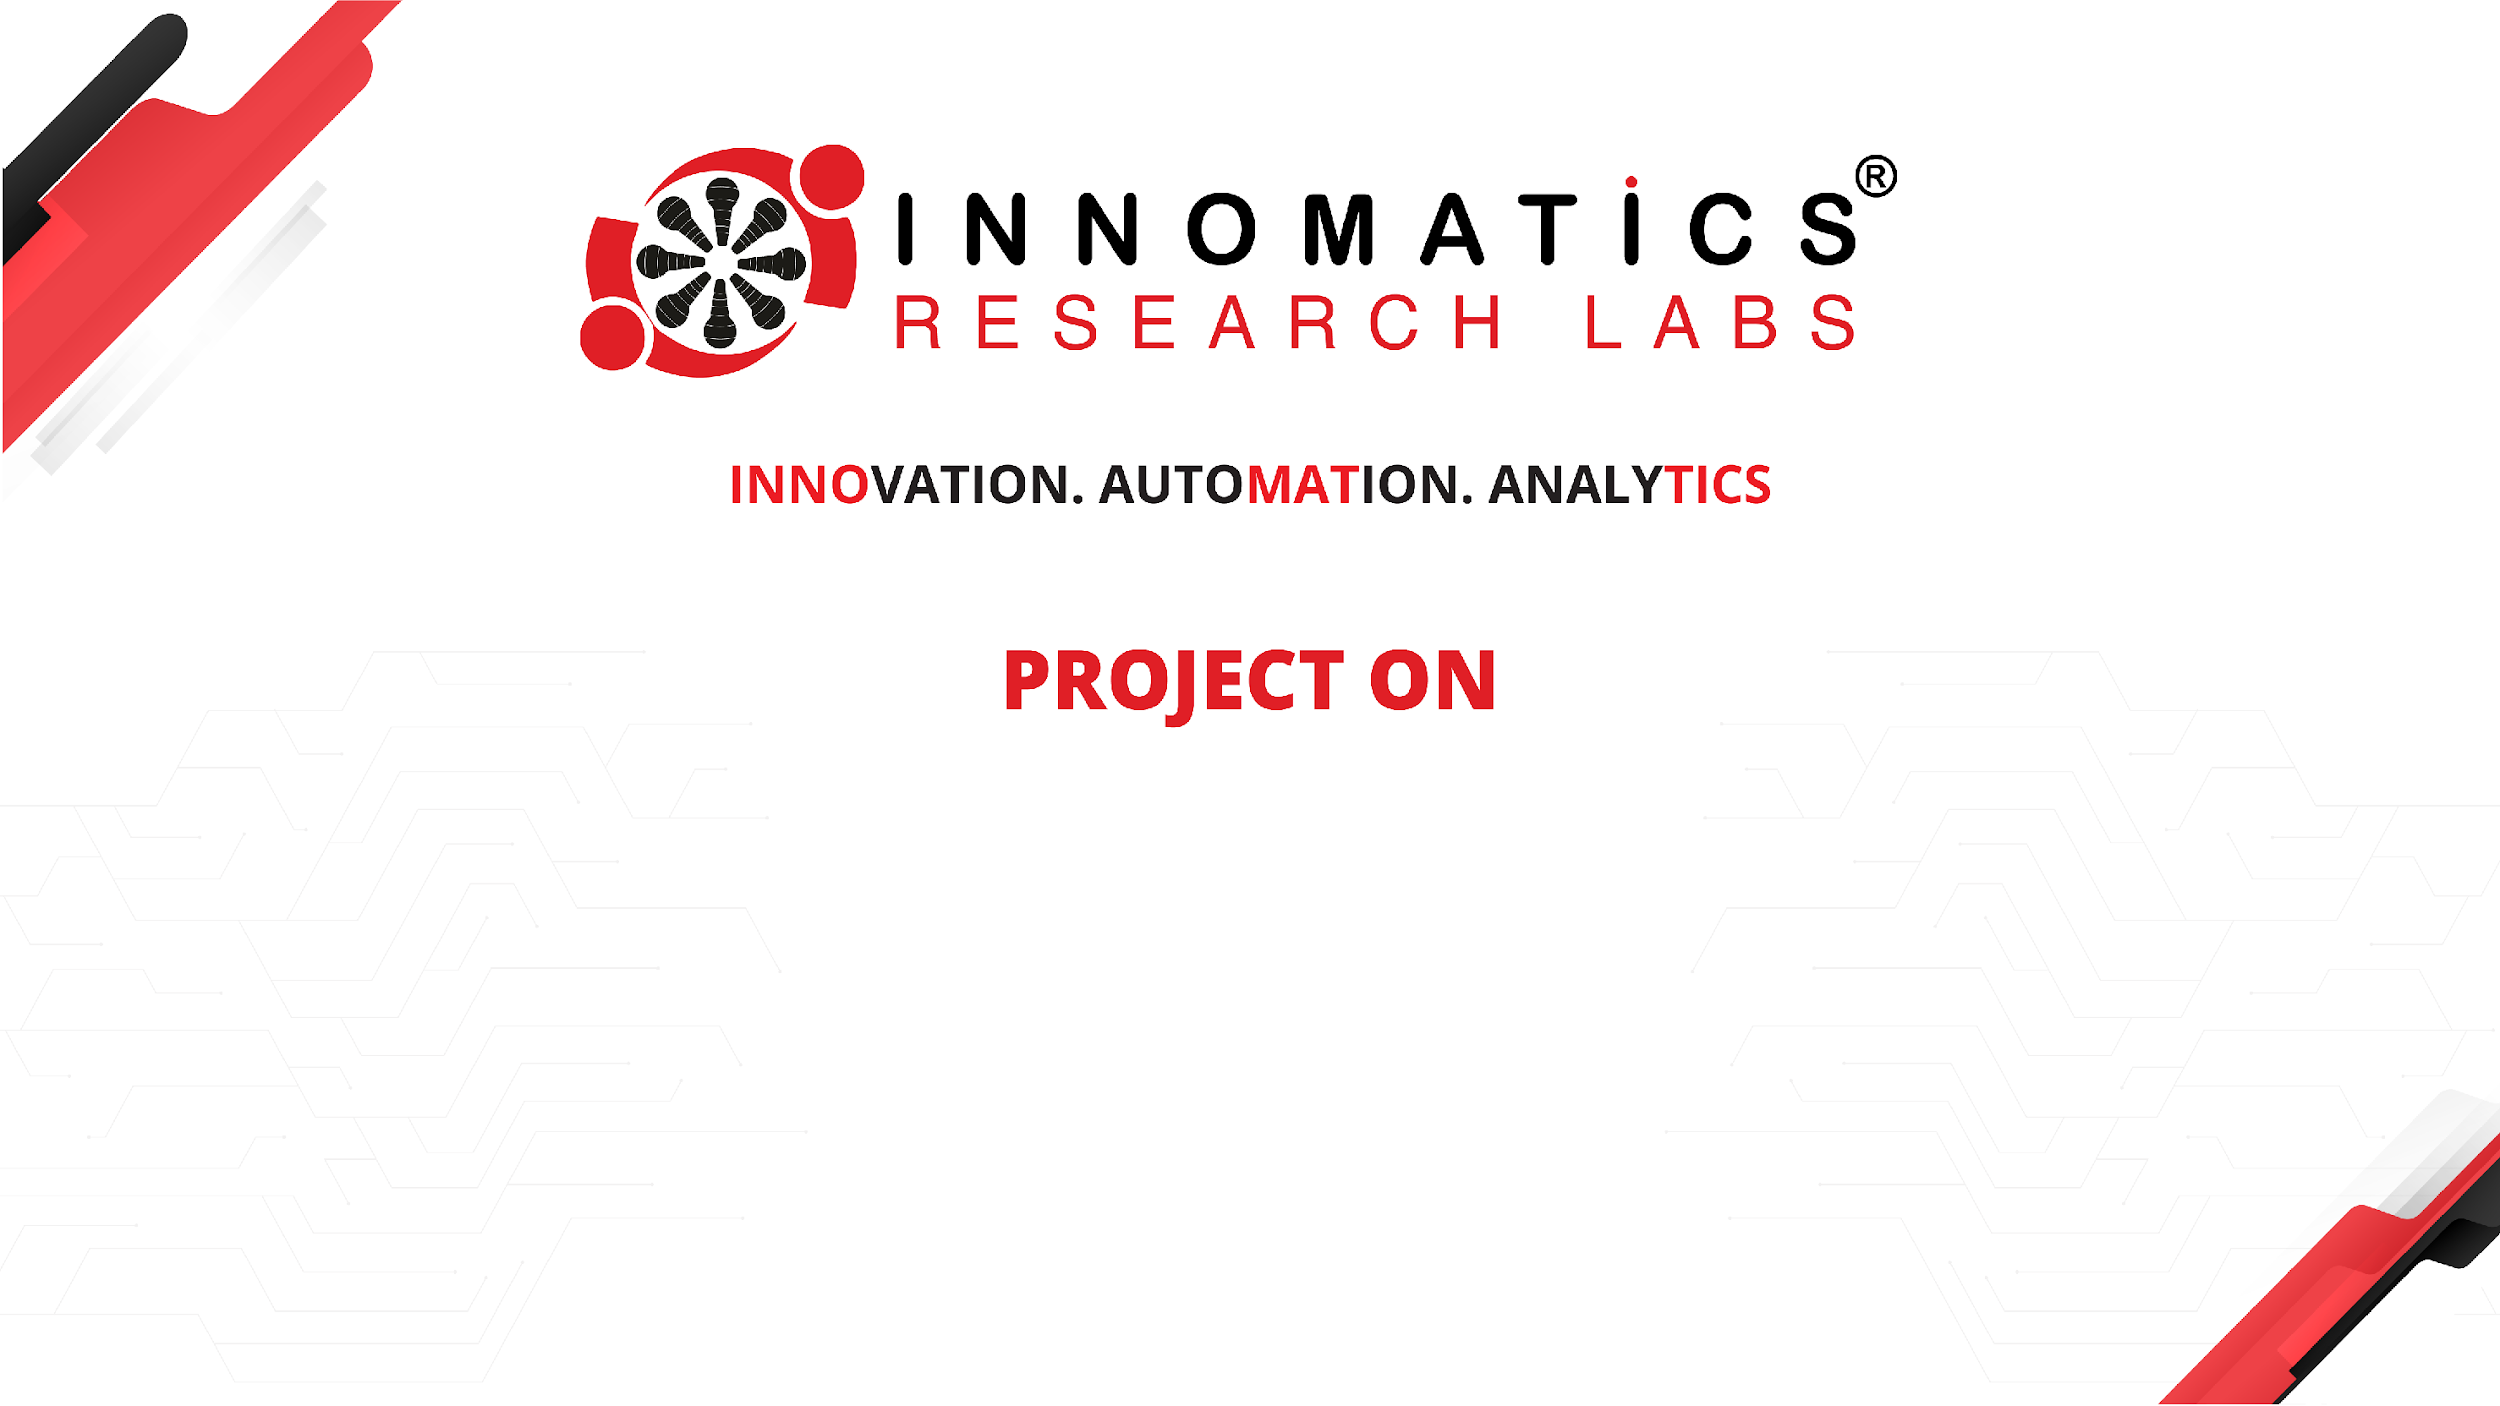 INNOMATICS®
RESEARCH LABS
INNOVATION. AUTOMATION. ANALYTICS
PROJECT ON